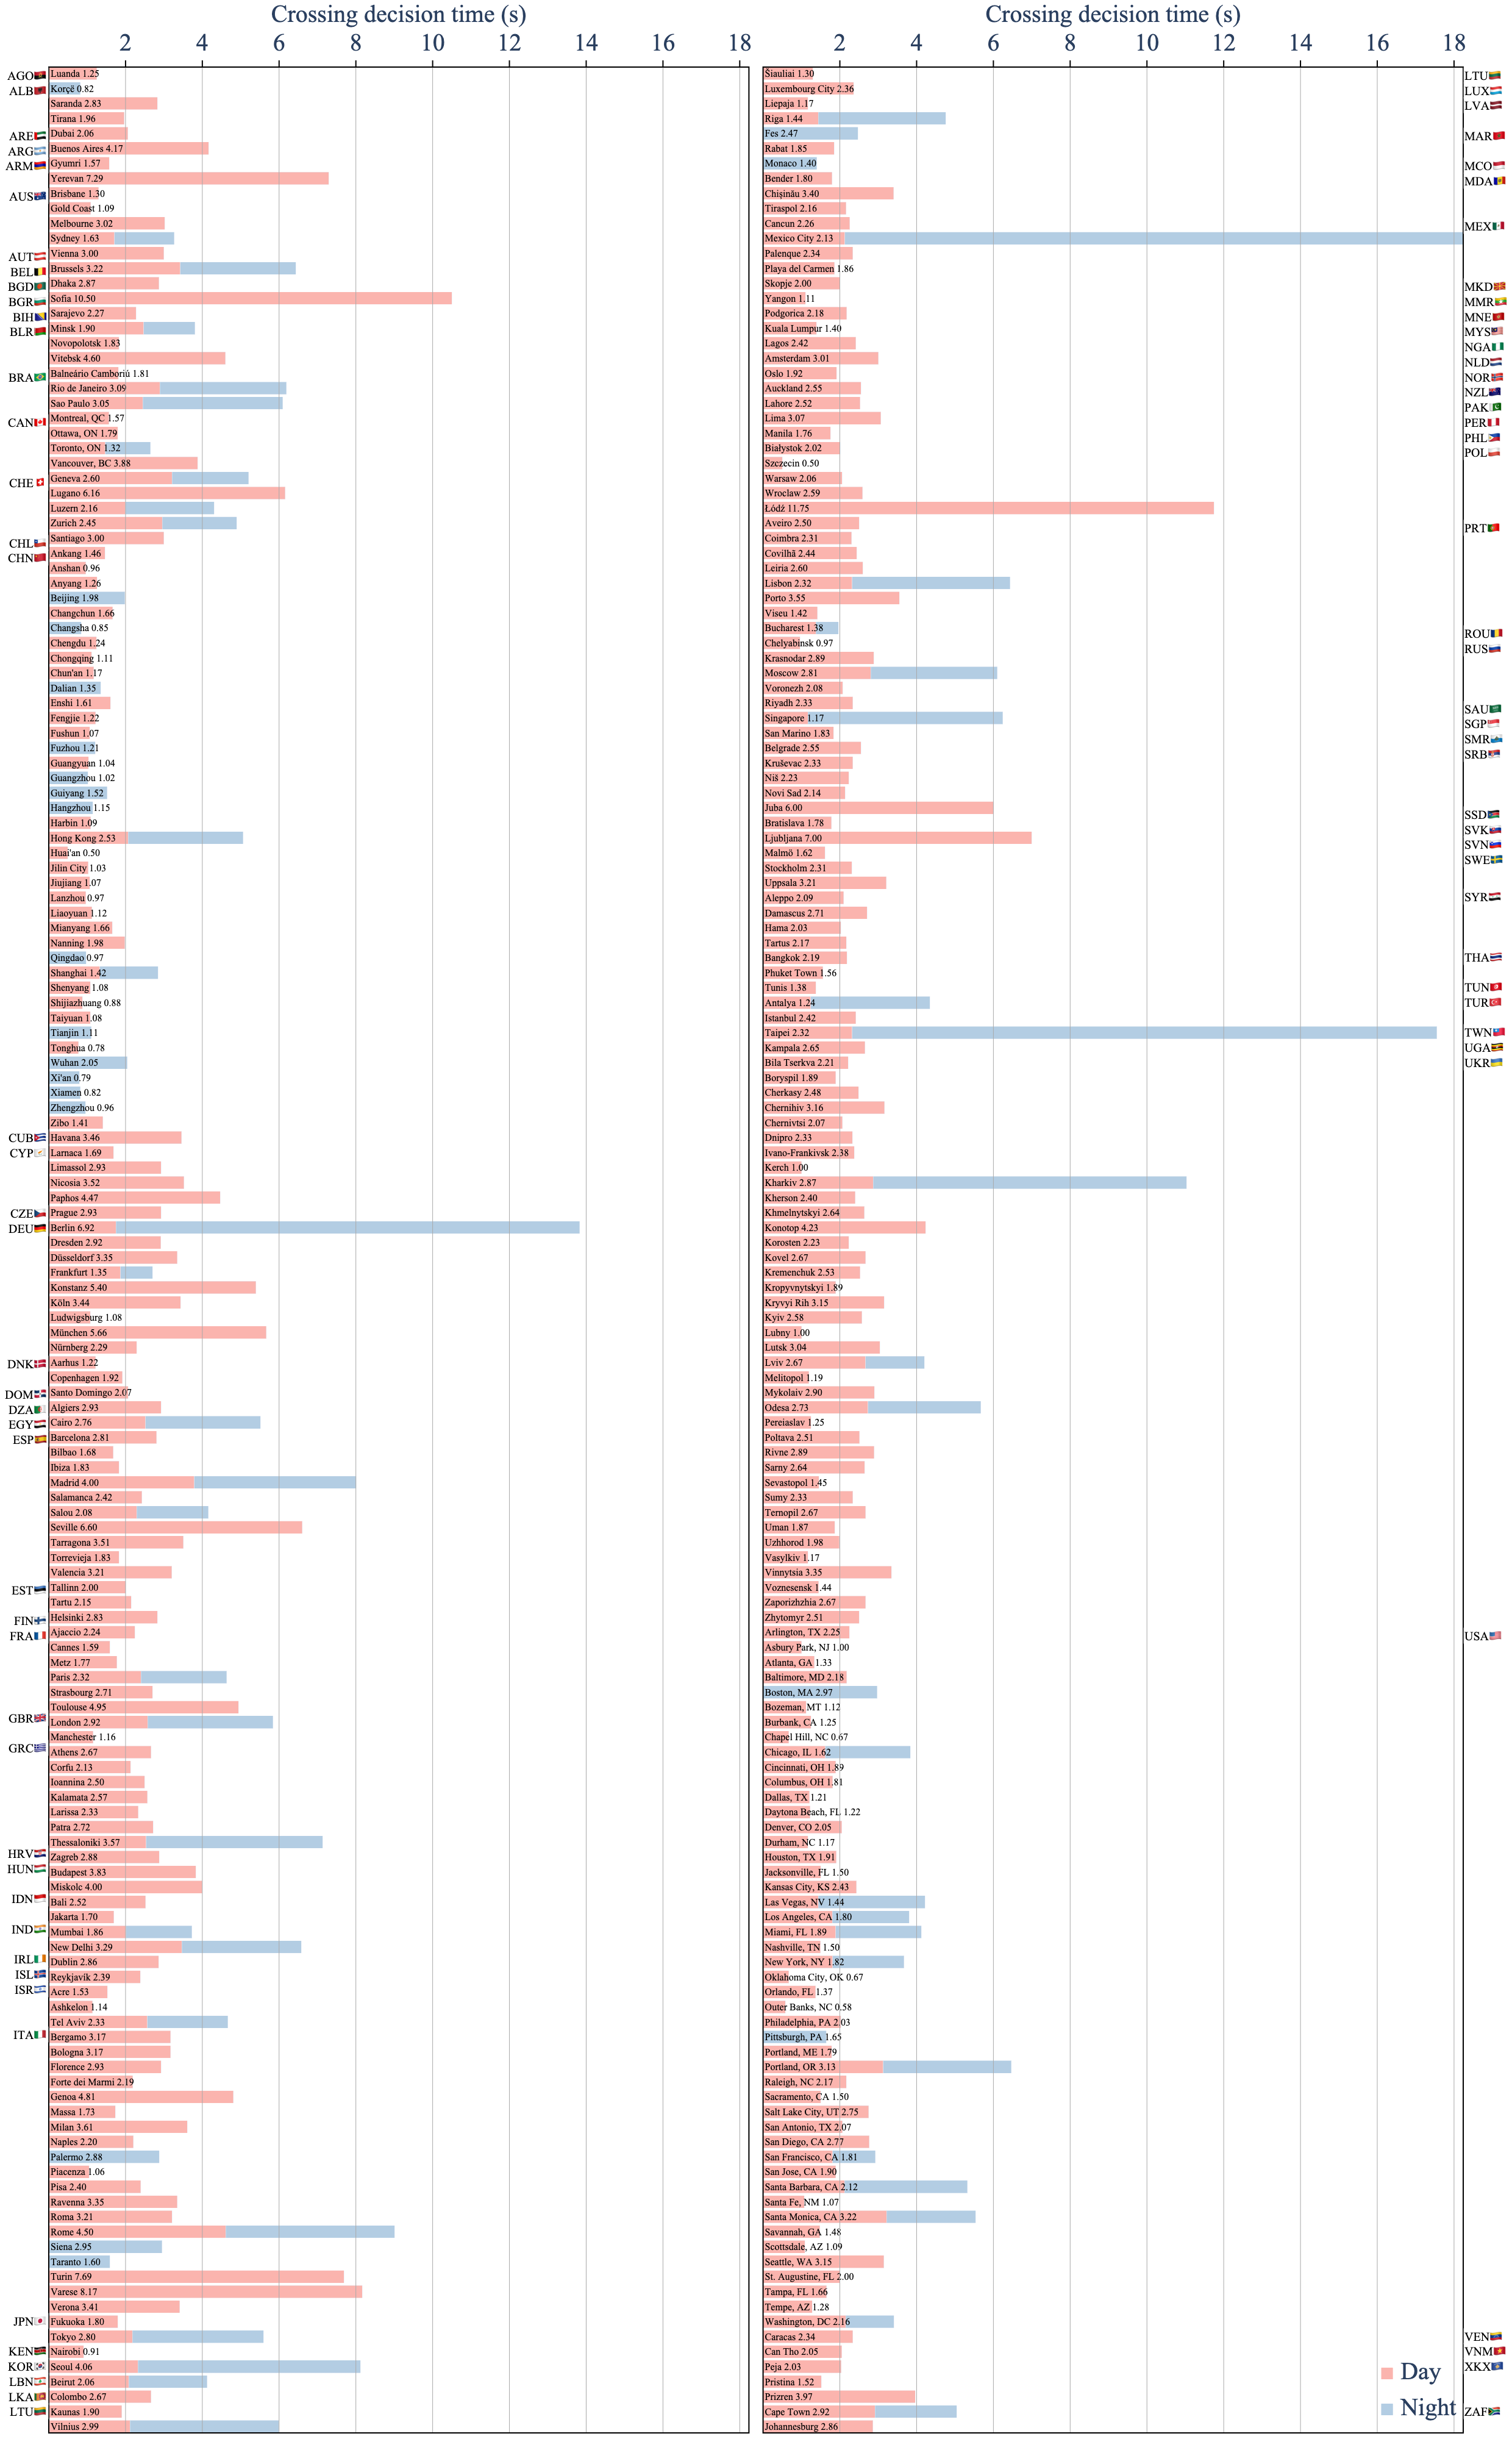 Crossing decision time (s)
2 4 6 8 10 12 14 16 18
AGO
Luanda 1.25
ALB
Korçë 0.82
Saranda 2.83
Tirana 1.96
ARE
Dubai 2.06
ARG
Buenos Aires 4.17
ARM
Gyumri 1.57
Yerevan 7.29
AUS
Brisbane 1.30
Gold Coast 1.09
Melbourne 3.02
Sydney 1.63
AUT
Vienna 3.00
BEL
Brussels 3.22
BGD
Dhaka 2.87
BGR
Sofia 10.50
BIH
Sarajevo 2.27
BLR
Minsk 1.90
Novopolotsk 1.83
Vitebsk 4.60
BRA
Balneário Camboriú 1.81
Rio de Janeiro 3.09
Sao Paulo 3.05
CAN
Montreal, QC 1.57
Ottawa, ON 1.79
Toronto, ON 1.32
Vancouver, BC 3.88
CHE
Geneva 2.60
Lugano 6.16
Luzern 2.16
Zurich 2.45
CHL
Santiago 3.00
CHN
Ankang 1.46
Anshan 0.96
Anyang 1.26
Beijing 1.98
Changchun 1.66
Changsha 0.85
Chengdu 1.24
Chongqing 1.11
Chun'an 1.17
Dalian 1.35
Enshi 1.61
Fengjie 1.22
Fushun 1.07
Fuzhou 1.21
Guangyuan 1.04
Guangzhou 1.02
Guiyang 1.52
Hangzhou 1.15
Harbin 1.09
Hong Kong 2.53
Huai'an 0.50
Jilin City 1.03
Jiujiang 1.07
Lanzhou 0.97
Liaoyuan 1.12
Mianyang 1.66
Nanning 1.98
Qingdao 0.97
Shanghai 1.42
Shenyang 1.08
Shijiazhuang 0.88
Taiyuan 1.08
Tianjin 1.11
Tonghua 0.78
Wuhan 2.05
Xi'an 0.79
Xiamen 0.82
Zhengzhou 0.96
Zibo 1.41
CUB
Havana 3.46
CYP
Larnaca 1.69
Limassol 2.93
Nicosia 3.52
Paphos 4.47
CZE
Prague 2.93
DEU
Berlin 6.92
Dresden 2.92
Düsseldorf 3.35
Frankfurt 1.35
Konstanz 5.40
Köln 3.44
Ludwigsburg 1.08
München 5.66
Nürnberg 2.29
DNK
Aarhus 1.22
Copenhagen 1.92
DOM
Santo Domingo 2.07
DZA
Algiers 2.93
EGY
Cairo 2.76
ESP
Barcelona 2.81
Bilbao 1.68
Ibiza 1.83
Madrid 4.00
Salamanca 2.42
Salou 2.08
Seville 6.60
Tarragona 3.51
Torrevieja 1.83
Valencia 3.21
EST
Tallinn 2.00
Tartu 2.15
FIN
Helsinki 2.83
FRA
Ajaccio 2.24
Cannes 1.59
Metz 1.77
Paris 2.32
Strasbourg 2.71
Toulouse 4.95
GBR
London 2.92
Manchester 1.16
GRC
Athens 2.67
Corfu 2.13
Ioannina 2.50
Kalamata 2.57
Larissa 2.33
Patra 2.72
Thessaloniki 3.57
HRV
Zagreb 2.88
HUN
Budapest 3.83
Miskolc 4.00
IDN
Bali 2.52
Jakarta 1.70
IND
Mumbai 1.86
New Delhi 3.29
IRL
Dublin 2.86
ISL
Reykjavík 2.39
ISR
Acre 1.53
Ashkelon 1.14
Tel Aviv 2.33
ITA
Bergamo 3.17
Bologna 3.17
Florence 2.93
Forte dei Marmi 2.19
Genoa 4.81
Massa 1.73
Milan 3.61
Naples 2.20
Palermo 2.88
Piacenza 1.06
Pisa 2.40
Ravenna 3.35
Roma 3.21
Rome 4.50
Siena 2.95
Taranto 1.60
Turin 7.69
Varese 8.17
Verona 3.41
JPN
Fukuoka 1.80
Tokyo 2.80
KEN
Nairobi 0.91
KOR
Seoul 4.06
LBN
Beirut 2.06
LKA
Colombo 2.67
LTU
Kaunas 1.90
Vilnius 2.99
Crossing decision time (s)
2 4 6 8 10 12 14 16 18
Šiauliai 1.30
LTU
Luxembourg City 2.36
LUX
Liepaja 1.17
LVA
Riga 1.44
Fes 2.47
MAR
Rabat 1.85
Monaco 1.40
MCO
Bender 1.80
MDA
Chișinău 3.40
Tiraspol 2.16
Cancun 2.26
MEX
Mexico City 2.13
Palenque 2.34
Playa del Carmen 1.86
Skopje 2.00
MKD
Yangon 1.11
MMR
Podgorica 2.18
MNE
Kuala Lumpur 1.40
MYS
Lagos 2.42
NGA
Amsterdam 3.01
NLD
Oslo 1.92
NOR
Auckland 2.55
NZL
Lahore 2.52
PAK
Lima 3.07
PER
Manila 1.76
PHL
Białystok 2.02
POL
Szczecin 0.50
Warsaw 2.06
Wroclaw 2.59
Łódź 11.75
Aveiro 2.50
PRT
Coimbra 2.31
Covilhã 2.44
Leiria 2.60
Lisbon 2.32
Porto 3.55
Viseu 1.42
Bucharest 1.38
ROU
Chelyabinsk 0.97
RUS
Krasnodar 2.89
Moscow 2.81
Voronezh 2.08
Riyadh 2.33
SAU
Singapore 1.17
SGP
San Marino 1.83
SMR
Belgrade 2.55
SRB
Kruševac 2.33
Niš 2.23
Novi Sad 2.14
Juba 6.00
SSD
Bratislava 1.78
SVK
Ljubljana 7.00
SVN
Malmö 1.62
SWE
Stockholm 2.31
Uppsala 3.21
Aleppo 2.09
SYR
Damascus 2.71
Hama 2.03
Tartus 2.17
Bangkok 2.19
THA
Phuket Town 1.56
Tunis 1.38
TUN
Antalya 1.24
TUR
Istanbul 2.42
Taipei 2.32
TWN
Kampala 2.65
UGA
Bila Tserkva 2.21
UKR
Boryspil 1.89
Cherkasy 2.48
Chernihiv 3.16
Chernivtsi 2.07
Dnipro 2.33
Ivano-Frankivsk 2.38
Kerch 1.00
Kharkiv 2.87
Kherson 2.40
Khmelnytskyi 2.64
Konotop 4.23
Korosten 2.23
Kovel 2.67
Kremenchuk 2.53
Kropyvnytskyi 1.89
Kryvyi Rih 3.15
Kyiv 2.58
Lubny 1.00
Lutsk 3.04
Lviv 2.67
Melitopol 1.19
Mykolaiv 2.90
Odesa 2.73
Pereiaslav 1.25
Poltava 2.51
Rivne 2.89
Sarny 2.64
Sevastopol 1.45
Sumy 2.33
Ternopil 2.67
Uman 1.87
Uzhhorod 1.98
Vasylkiv 1.17
Vinnytsia 3.35
Voznesensk 1.44
Zaporizhzhia 2.67
Zhytomyr 2.51
Arlington, TX 2.25
USA
Asbury Park, NJ 1.00
Atlanta, GA 1.33
Baltimore, MD 2.18
Boston, MA 2.97
Bozeman, MT 1.12
Burbank, CA 1.25
Chapel Hill, NC 0.67
Chicago, IL 1.62
Cincinnati, OH 1.89
Columbus, OH 1.81
Dallas, TX 1.21
Daytona Beach, FL 1.22
Denver, CO 2.05
Durham, NC 1.17
Houston, TX 1.91
Jacksonville, FL 1.50
Kansas City, KS 2.43
Las Vegas, NV 1.44
Los Angeles, CA 1.80
Miami, FL 1.89
Nashville, TN 1.50
New York, NY 1.82
Oklahoma City, OK 0.67
Orlando, FL 1.37
Outer Banks, NC 0.58
Philadelphia, PA 2.03
Pittsburgh, PA 1.65
Portland, ME 1.79
Portland, OR 3.13
Raleigh, NC 2.17
Sacramento, CA 1.50
Salt Lake City, UT 2.75
San Antonio, TX 2.07
San Diego, CA 2.77
San Francisco, CA 1.81
San Jose, CA 1.90
Santa Barbara, CA 2.12
Santa Fe, NM 1.07
Santa Monica, CA 3.22
Savannah, GA 1.48
Scottsdale, AZ 1.09
Seattle, WA 3.15
St. Augustine, FL 2.00
Tampa, FL 1.66
Tempe, AZ 1.28
Washington, DC 2.16
Caracas 2.34
VEN
Can Tho 2.05
VNM
Peja 2.03
XKX
Pristina 1.52
Prizren 3.97
Cape Town 2.92
ZAF
Johannesburg 2.86
Day
Night